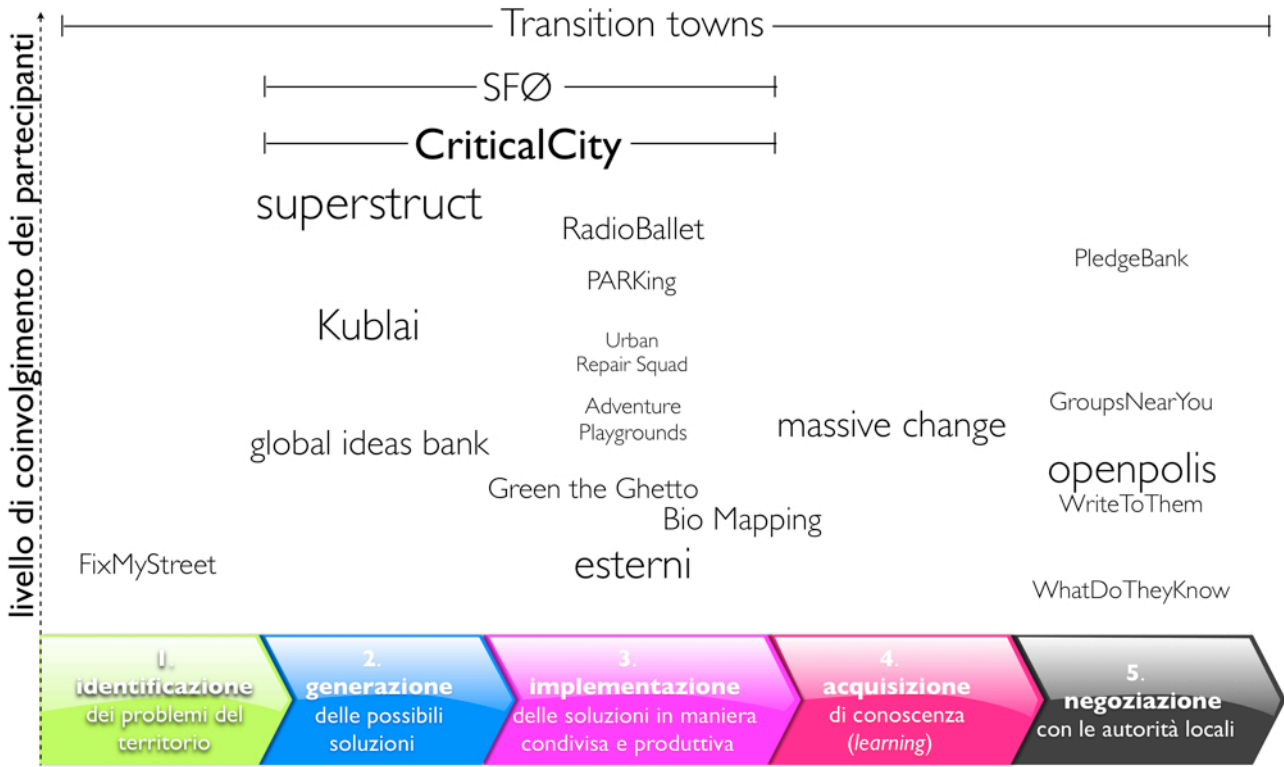 livello di coinvolgimento dei partecipanti
Transition towns
SFØ
CriticalCity
superstruct
RadioBallet
PledgeBank
PARKing
Kublai
Urban
Repair Squad
Adventure
Playgrounds
GroupsNearYou
massive change
global ideas bank
openpolis
Green the Ghetto
WriteToThem
Bio Mapping
FixMyStreet
esterni
WhatDoTheyKnow
1.
identificazione
dei problemi del
territorio
2.
generazione
delle possibili
soluzioni
3.
implementazione
delle soluzioni in maniera
condivisa e produttiva
4.
acquisizione
di conoscenza
(learning)
5.
negoziazione
con le autorità locali